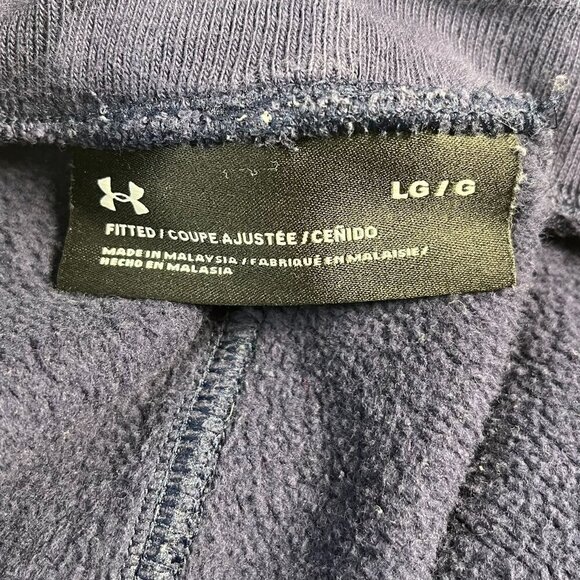 LG / G
FITTED / COUPE AJUSTÉE / CEÑIDO
MADE IN MALAYSIA / FABRIQUÉ EN MALAISIE /
HECHO EN MALASIA